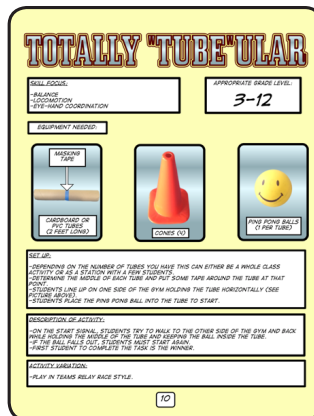 TOTALLY "TUBE"ULAR
SKILL FOCUS:
-BALANCE
-LOCOMOTION
-EYE-HAND COORDINATION
APPROPRIATE GRADE LEVEL:
3-12
EQUIPMENT NEEDED:
MASKING
TAPE
CARDBOARD OR
PVC TUBES
(2 FEET LONG)
CONES (4)
PING PONG BALLS
(1 PER TUBE)
SET UP:
-DEPENDING ON THE NUMBER OF TUBES YOU HAVE THIS CAN EITHER BE A WHOLE CLASS
ACTIVITY OR AS A STATION WITH A FEW STUDENTS.
-DETERMINE THE MIDDLE OF EACH TUBE AND PUT SOME TAPE AROUND THE TUBE AT THAT
POINT.
-STUDENTS LINE UP ON ONE SIDE OF THE GYM HOLDING THE TUBE HORIZONTALLY (SEE
PICTURE ABOVE).
-STUDENTS PLACE THE PING PONG BALL INTO THE TUBE TO START.
DESCRIPTION OF ACTIVITY:
-ON THE START SIGNAL, STUDENTS TRY TO WALK TO THE OTHER SIDE OF THE GYM AND BACK
WHILE HOLDING THE MIDDLE OF THE TUBE AND KEEPING THE BALL INSIDE THE TUBE.
-IF THE BALL FALLS OUT, STUDENTS MUST START AGAIN.
-FIRST STUDENT TO COMPLETE THE TASK IS THE WINNER.
ACTIVITY VARIATION:
-PLAY IN TEAMS RELAY RACE STYLE.
10